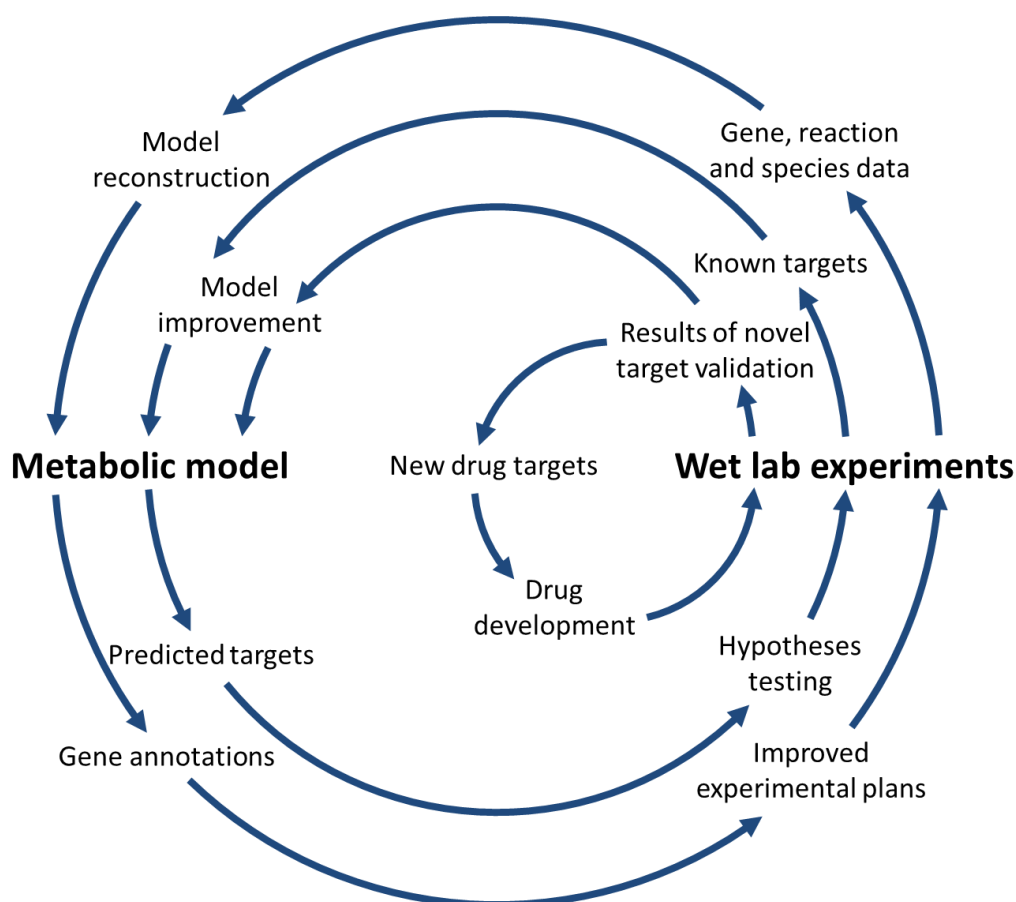 Model
reconstruction
Gene, reaction
and species data
Known targets
Model
improvement
Results of novel
target validation
Metabolic model
New drug targets
Wet lab experiments
Drug
development
Predicted targets
Hypotheses
testing
Gene annotations
Improved
experimental plans